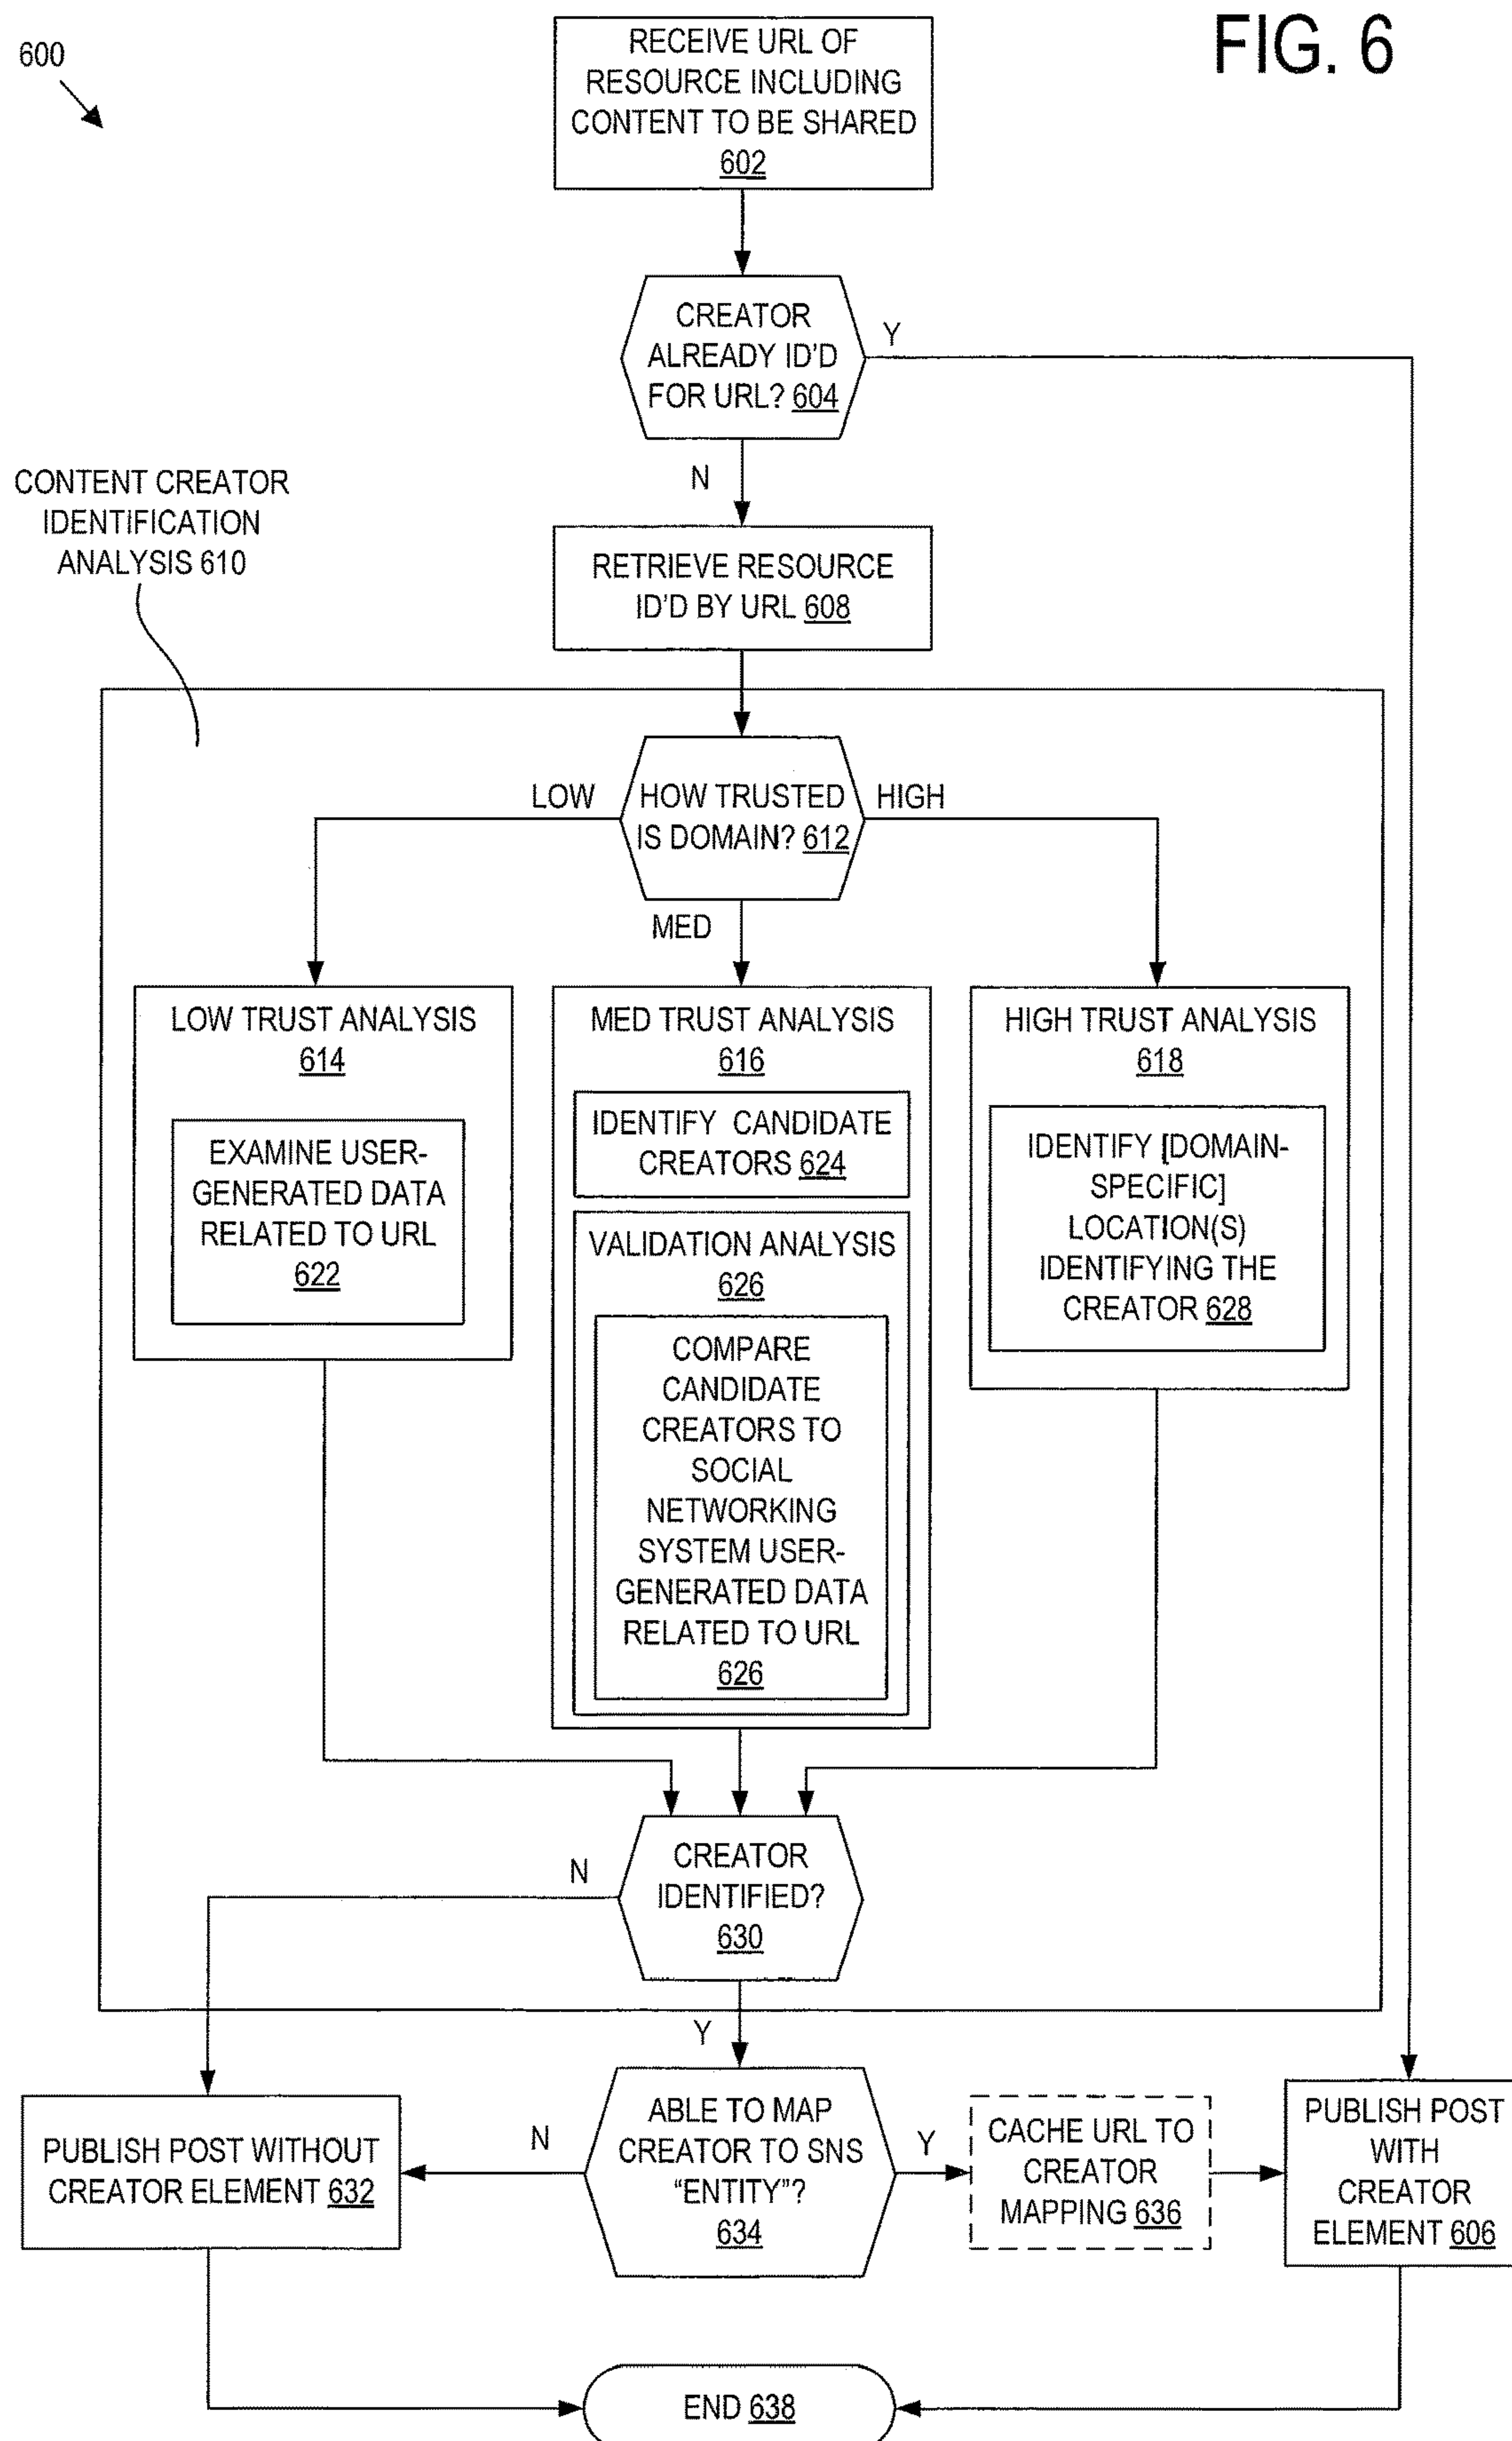 FIG. 6
600
RECEIVE URL OF
RESOURCE INCLUDING
CONTENT TO BE SHARED
602
CREATOR
ALREADY ID'D
FOR URL? 604
Y
N
CONTENT CREATOR
IDENTIFICATION
ANALYSIS 610
RETRIEVE RESOURCE
ID'D BY URL 608
LOW
HOW TRUSTED
IS DOMAIN? 612
HIGH
MED
LOW TRUST ANALYSIS
614
EXAMINE USER-
GENERATED DATA
RELATED TO URL
622
MED TRUST ANALYSIS
616
IDENTIFY CANDIDATE
CREATORS 624
VALIDATION ANALYSIS
626
COMPARE
CANDIDATE
CREATORS TO
SOCIAL
NETWORKING
SYSTEM USER-
GENERATED DATA
RELATED TO URL
626
HIGH TRUST ANALYSIS
618
IDENTIFY [DOMAIN-
SPECIFIC]
LOCATION(S)
IDENTIFYING THE
CREATOR 628
N
CREATOR
IDENTIFIED?
630
Y
PUBLISH POST WITHOUT
CREATOR ELEMENT 632
N
ABLE TO MAP
CREATOR TO SNS
“ENTITY”?
634
Y
CACHE URL TO
CREATOR
MAPPING 636
PUBLISH POST
WITH
CREATOR
ELEMENT 606
END 638